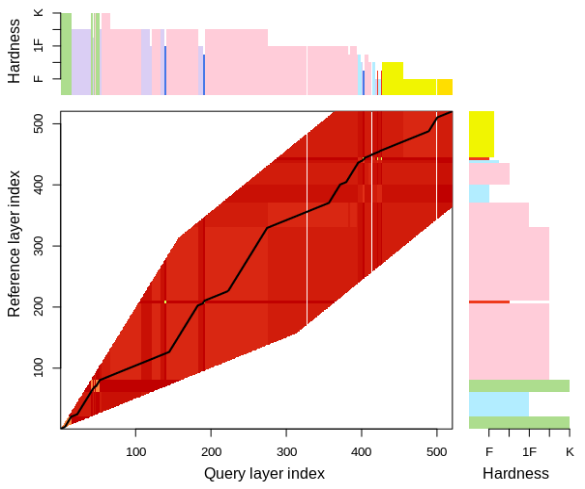 Hardness
K
1F
F
Reference layer index
500
400
300
200
100
100
200
300
400
500
Query layer index
F
1F
K
Hardness